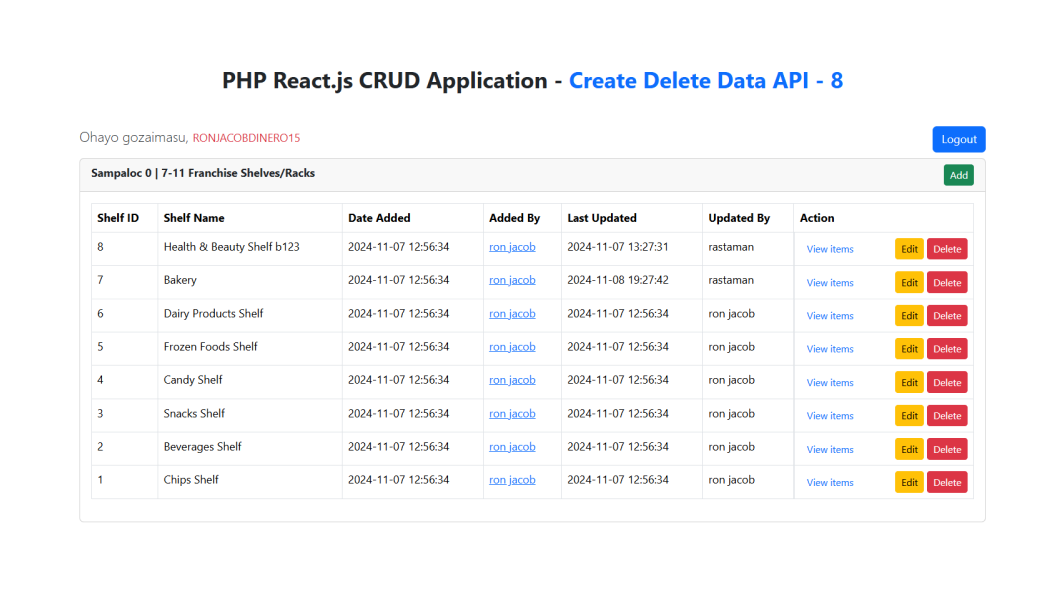 PHP React.js CRUD Application - Create Delete Data API - 8
Ohayo gozaimasu, RONJACOBDINERO15
Logout
Sampaloc 0 | 7-11 Franchise Shelves/Racks
Add
Shelf ID Shelf Name Date Added Added By Last Updated Updated By Action
8 Health & Beauty Shelf b123 2024-11-07 12:56:34 ron jacob 2024-11-07 13:27:31 rastaman View items Edit Delete
7 Bakery 2024-11-07 12:56:34 ron jacob 2024-11-08 19:27:42 rastaman View items Edit Delete
6 Dairy Products Shelf 2024-11-07 12:56:34 ron jacob 2024-11-07 12:56:34 ron jacob View items Edit Delete
5 Frozen Foods Shelf 2024-11-07 12:56:34 ron jacob 2024-11-07 12:56:34 ron jacob View items Edit Delete
4 Candy Shelf 2024-11-07 12:56:34 ron jacob 2024-11-07 12:56:34 ron jacob View items Edit Delete
3 Snacks Shelf 2024-11-07 12:56:34 ron jacob 2024-11-07 12:56:34 ron jacob View items Edit Delete
2 Beverages Shelf 2024-11-07 12:56:34 ron jacob 2024-11-07 12:56:34 ron jacob View items Edit Delete
1 Chips Shelf 2024-11-07 12:56:34 ron jacob 2024-11-07 12:56:34 ron jacob View items Edit Delete